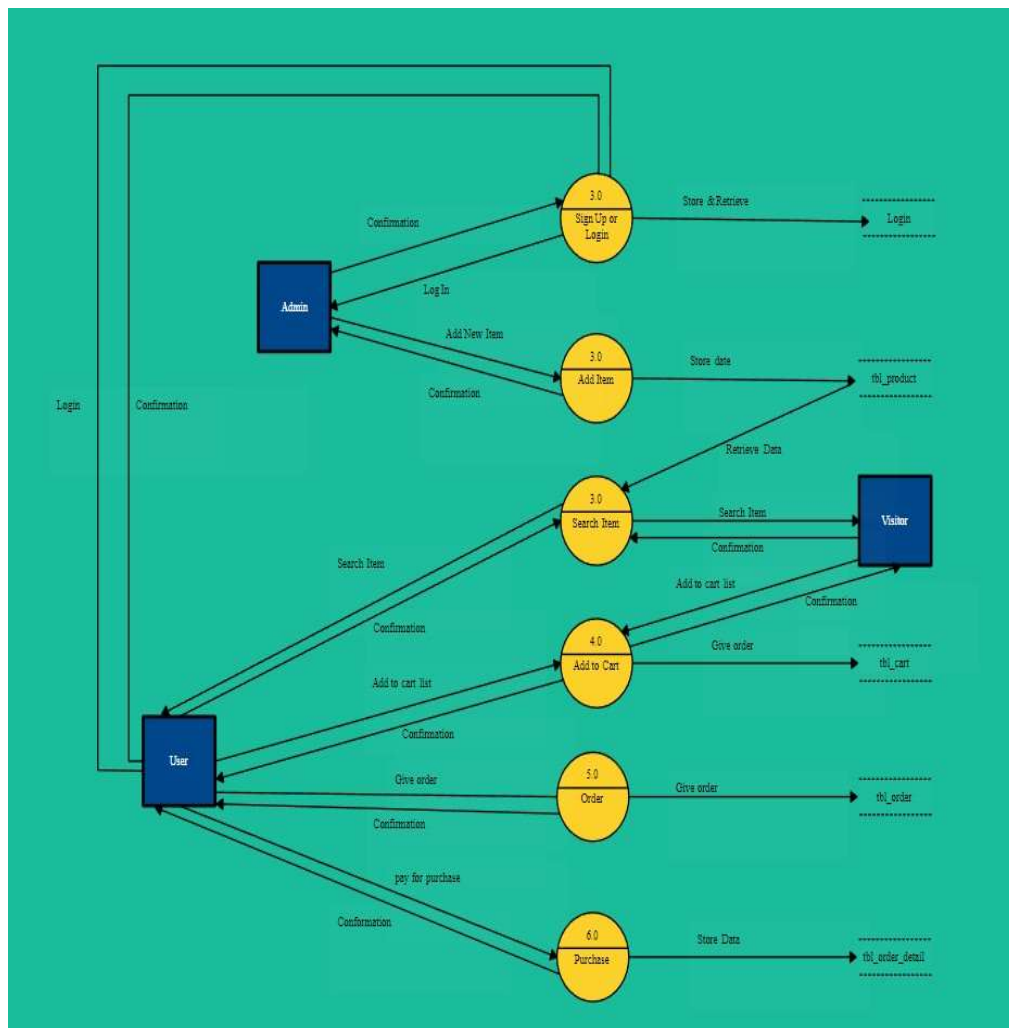 3.0
Sign Up or
Login
Store & Retrieve
Login
Confirmation
Log In
Admin
Add New Item
Confirmation
3.0
Add Item
Store date
tbl_product
Login
Confirmation
Retrieve Data
3.0
Search Item
Search Item
Confirmation
Visitor
Search Item
Confirmation
Add to cart list
Confirmation
4.0
Add to Cart
Give order
tbl_cart
Add to cart list
Confirmation
User
Give order
Confirmation
5.0
Order
Give order
tbl_order
pay for purchase
Conformation
6.0
Purchase
Store Data
tbl_order_detail